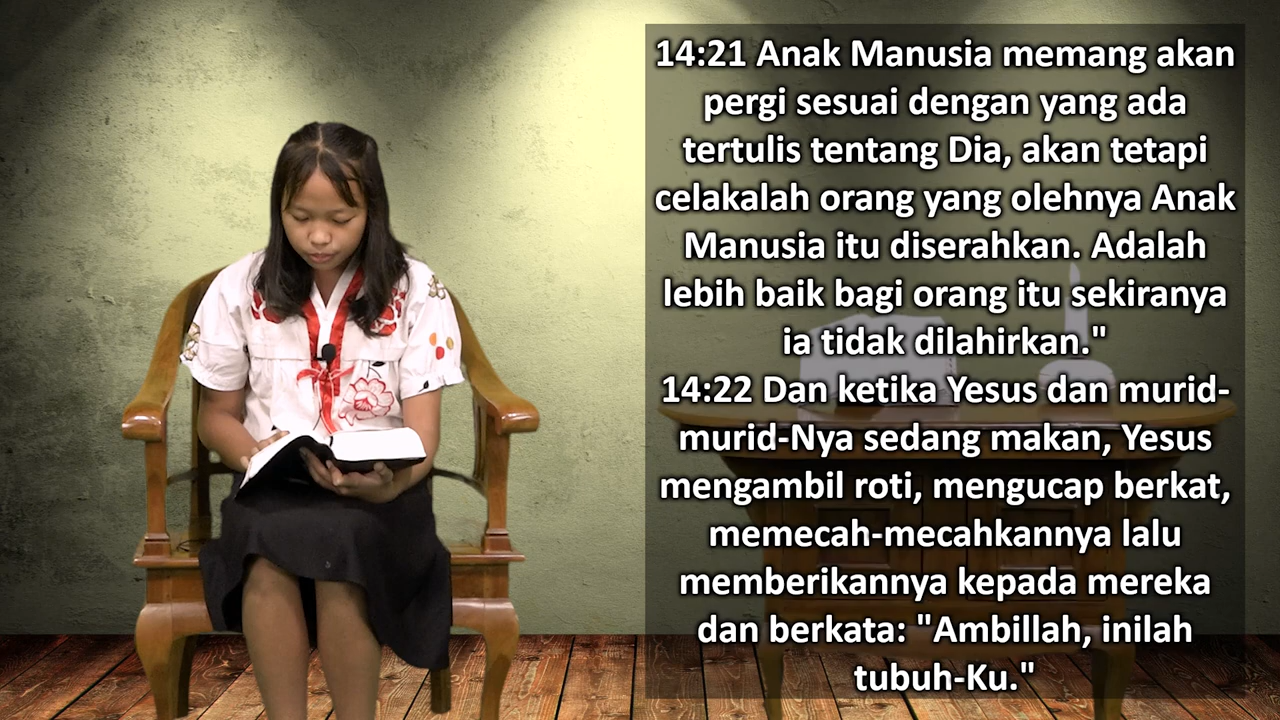 14:21 Anak Manusia memang akan
pergi sesuai dengan yang ada
tertulis tentang Dia, akan tetapi
celakalah orang yang olehnya Anak
Manusia itu diserahkan. Adalah
lebih baik bagi orang itu sekiranya
ia tidak dilahirkan."
14:22 Dan ketika Yesus dan murid-
murid-Nya sedang makan, Yesus
mengambil roti, mengucap berkat,
memecah-mecahkannya lalu
memberikannya kepada mereka
dan berkata: "Ambillah, inilah
tubuh-Ku."